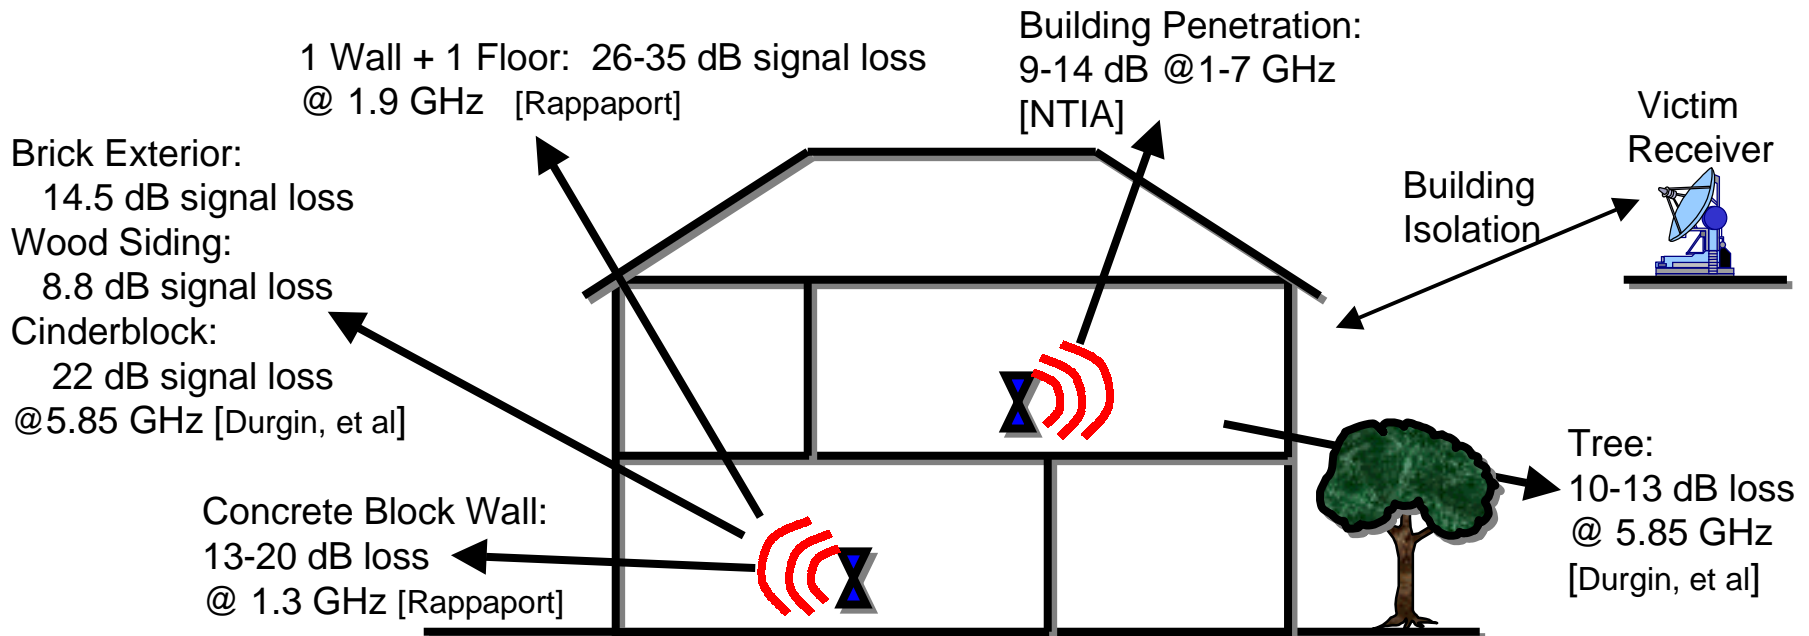 Building Penetration:
9-14 dB @1-7 GHz
[NTIA]
1 Wall + 1 Floor: 26-35 dB signal loss
@ 1.9 GHz [Rappaport]
Victim
Receiver
Brick Exterior:
14.5 dB signal loss
Wood Siding:
8.8 dB signal loss
Cinderblock:
22 dB signal loss
@5.85 GHz [Durgin, et al]
Building
Isolation
Tree:
10-13 dB loss
@ 5.85 GHz
[Durgin, et al]
Concrete Block Wall:
13-20 dB loss
@ 1.3 GHz [Rappaport]